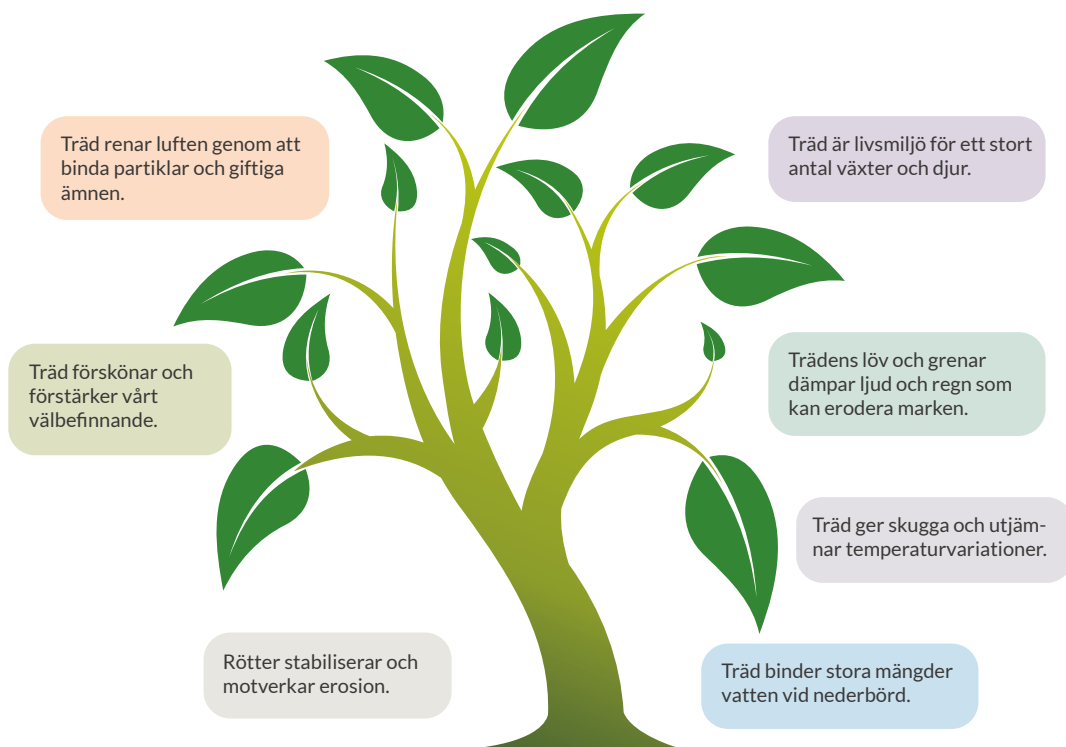 Träd renar luften genom att
binda partiklar och giftiga
ämnen.
Träd är livsmiljö för ett stort
antal växter och djur.
Träd förskönar och
förstärker vårt
välbefinnande.
Trädens löv och grenar
dämpar ljud och regn som
kan erodera marken.
Träd ger skugga och utjäm-
nar temperaturvariationer.
Rötter stabiliserar och
motverkar erosion.
Träd binder stora mängder
vatten vid nederbörd.